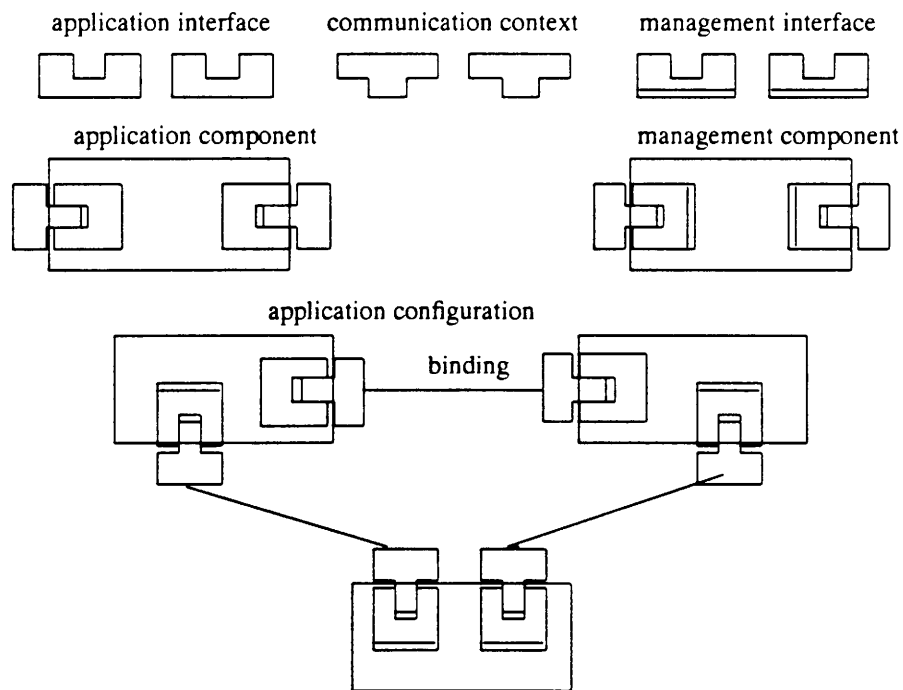 application interface
communication context
management interface
application component
management component
application configuration
binding